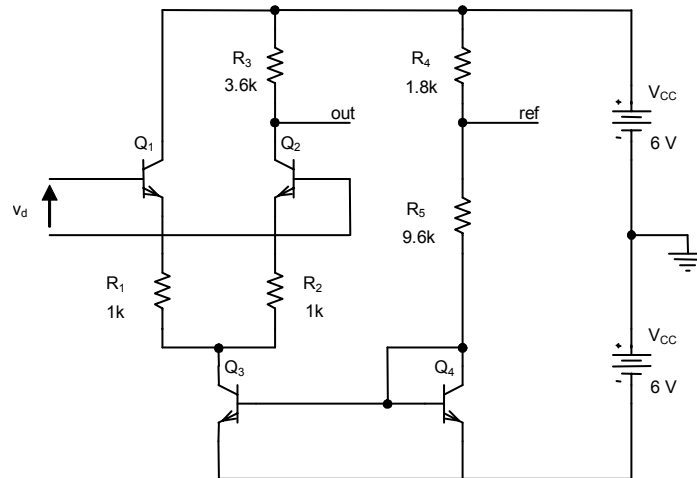 R3
3.6k
R4
1.8k
VCC
+
-
6 V
out
ref
Q1
Q2
vd
R5
9.6k
R1
1k
R2
1k
VCC
+
-
6 V
Q3
Q4